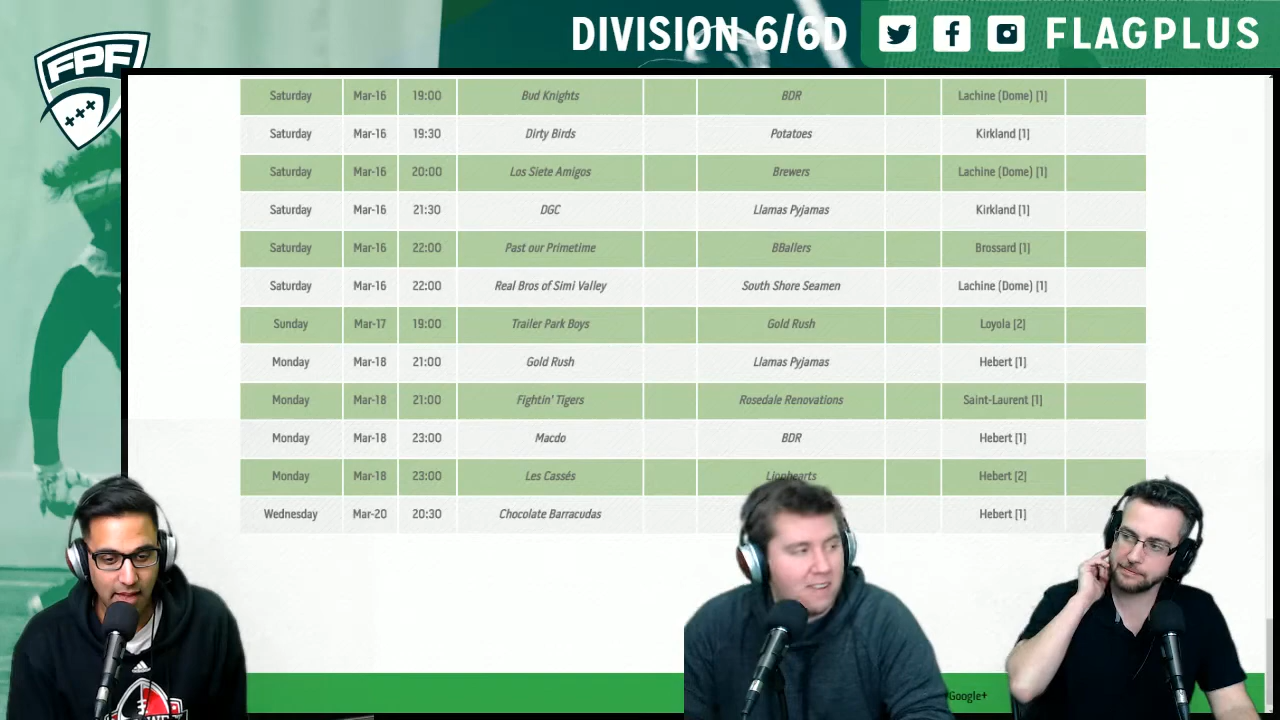 DIVISION 6/6D FLAGPLUS
FPF
Saturday Mar-16 19:00 Bud Knights BDR Lachine (Dome) [1]
Saturday Mar-16 19:30 Dirty Birds Potatoes Kirkland [1]
Saturday Mar-16 20:00 Los Siete Amigos Brewers Lachine (Dome) [1]
Saturday Mar-16 21:30 DGC Llamas Pyjamas Kirkland [1]
Saturday Mar-16 22:00 Past our Primetime BBallers Brossard [1]
Saturday Mar-16 22:00 Real Bros of Simi Valley South Shore Seamen Lachine (Dome) [1]
Sunday Mar-17 19:00 Trailer Park Boys Gold Rush Loyola [2]
Monday Mar-18 21:00 Gold Rush Llamas Pyjamas Hebert [1]
Monday Mar-18 21:00 Fightin' Tigers Rosedale Renovations Saint-Laurent [1]
Monday Mar-18 23:00 Macdo BDR Hebert [1]
Monday Mar-18 23:00 Les Cassés Lionhearts Hebert [2]
Wednesday Mar-20 20:30 Chocolate Barracudas Hebert [1]
Google+